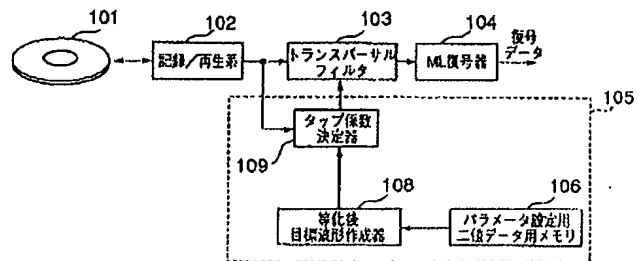 101
102
記録/再生系
103
トランスバーサル
フィルタ
104
ML復号器
復号
データ
105
タップ係数
決定器
109
108
等化後
目標波形作成器
106
パラメータ設定用
二値データ用メモリ